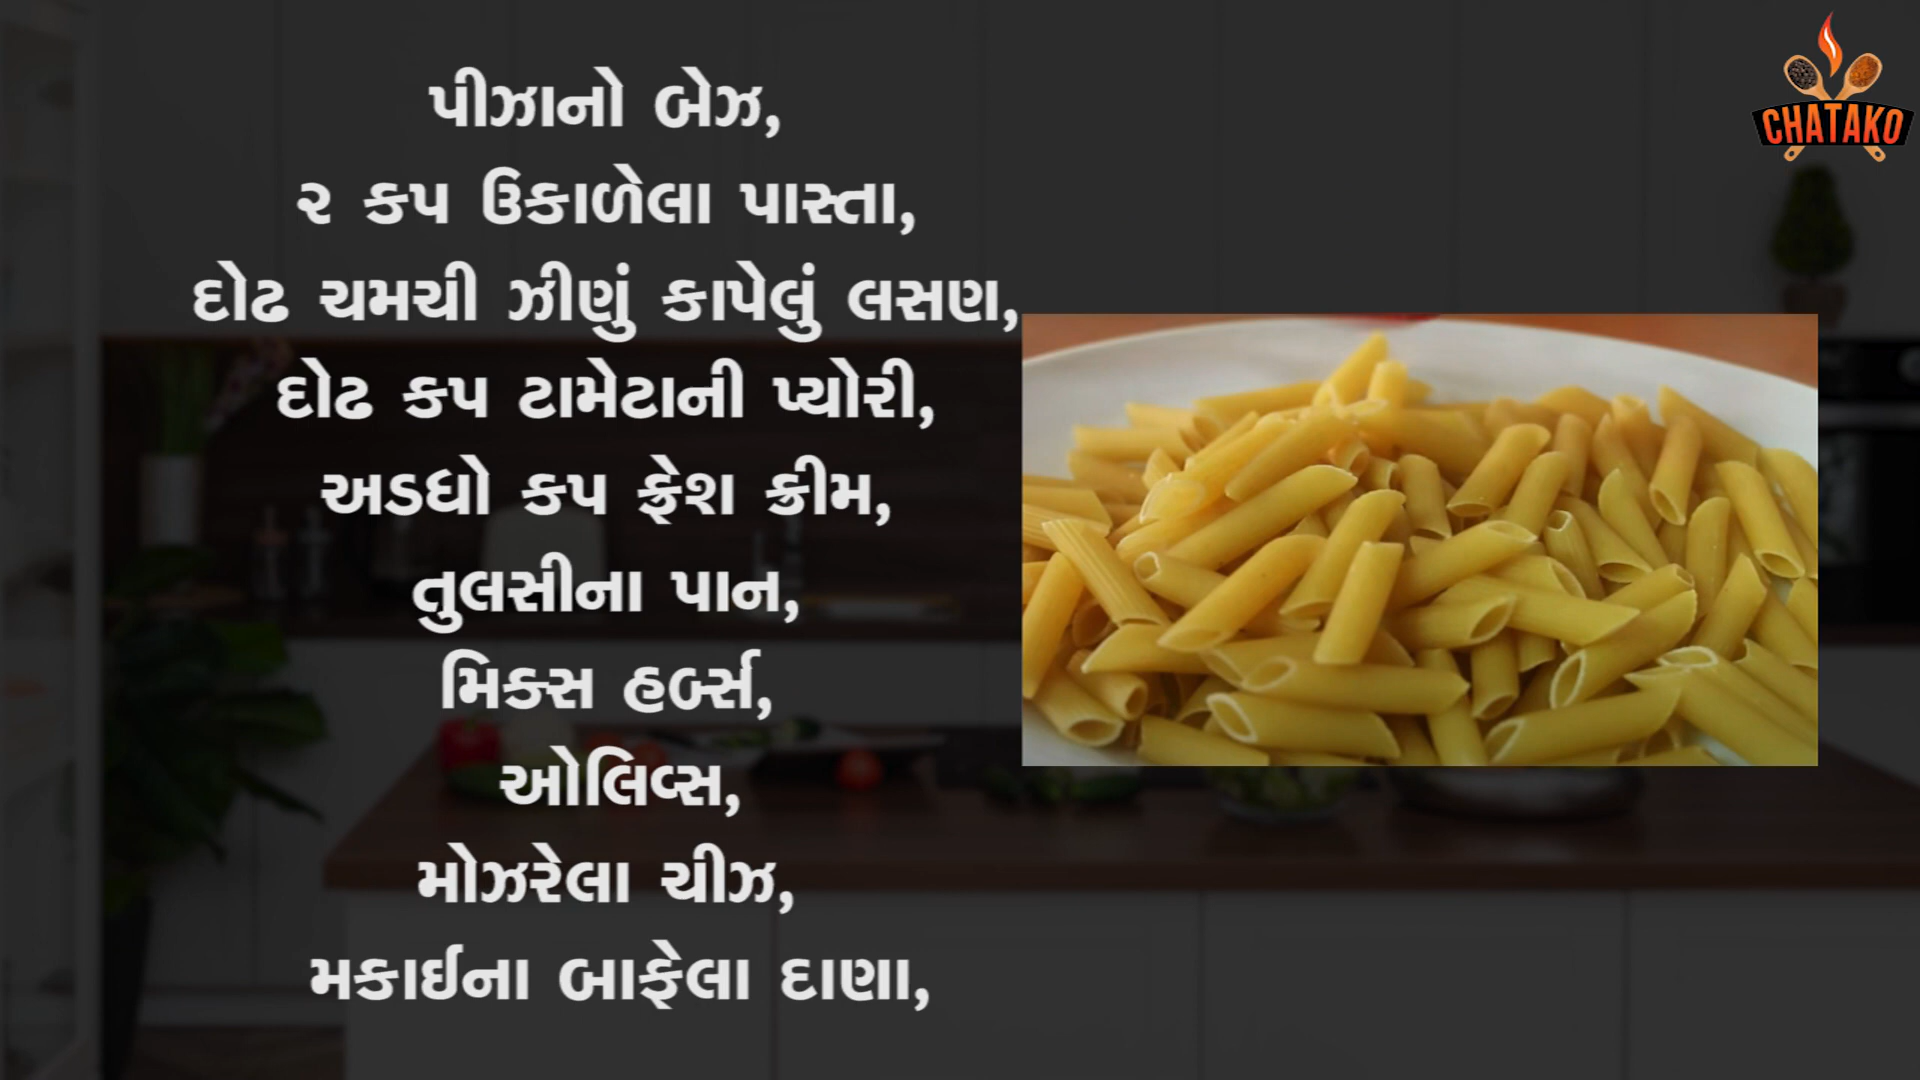 પીઝાનો બેઝ,
૨ કપ ઉકાળેલા પાસ્તા,
દોઢ ચમચી ઝીણું કાપેલું લસણ,
દોઢ કપ ટામેટાની પ્યોરી,
અડધો કપ ફ્રેશ ક્રીમ,
તુલસીના પાન,
મિક્સ હર્બ્સ,
ઓલિવ્સ,
મોઝરેલા ચીઝ,
મકાઈના બાફેલા દાણા,
CHATAKO